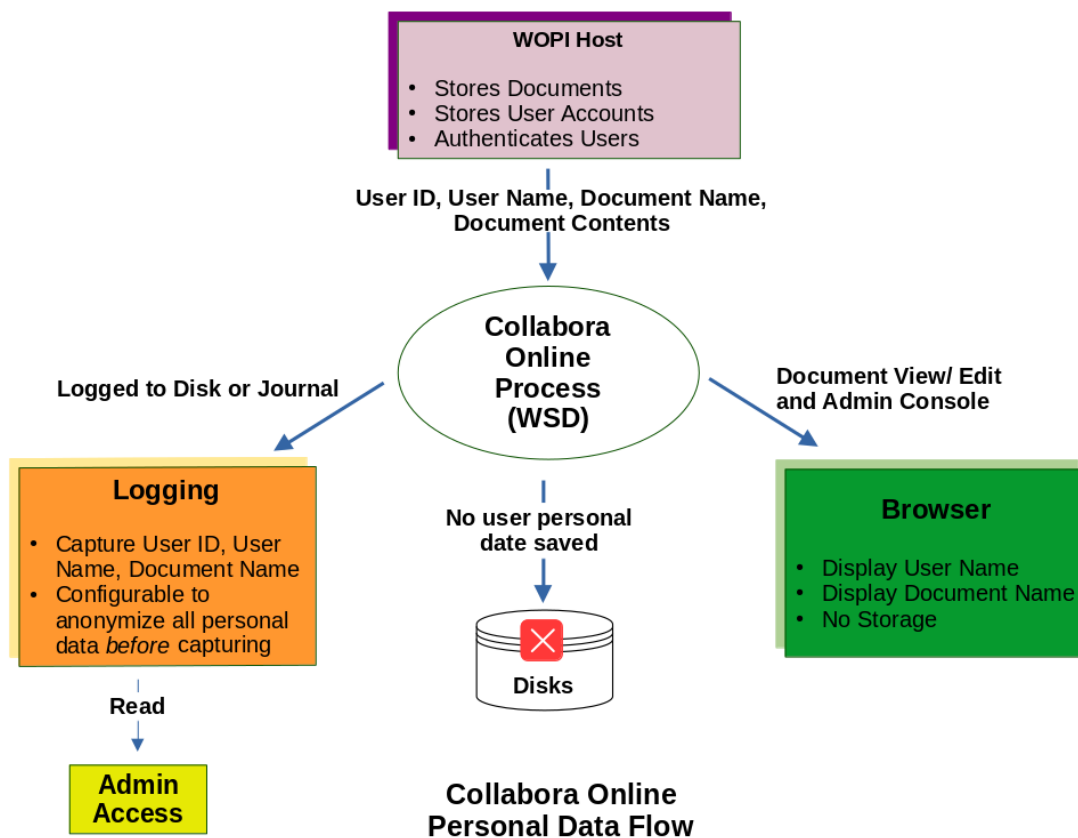 WOPI Host
• Stores Documents
• Stores User Accounts
• Authenticates Users
User ID, User Name, Document Name,
Document Contents
Collabora
Online
Process
(WSD)
Logged to Disk or Journal
Document View/ Edit
and Admin Console
Logging
• Capture User ID, User
Name, Document Name
• Configurable to
anonymize all personal
data before capturing
No user personal
date saved
Browser
• Display User Name
• Display Document Name
• No Storage
Disks
Read
Admin
Access
Collabora Online
Personal Data Flow